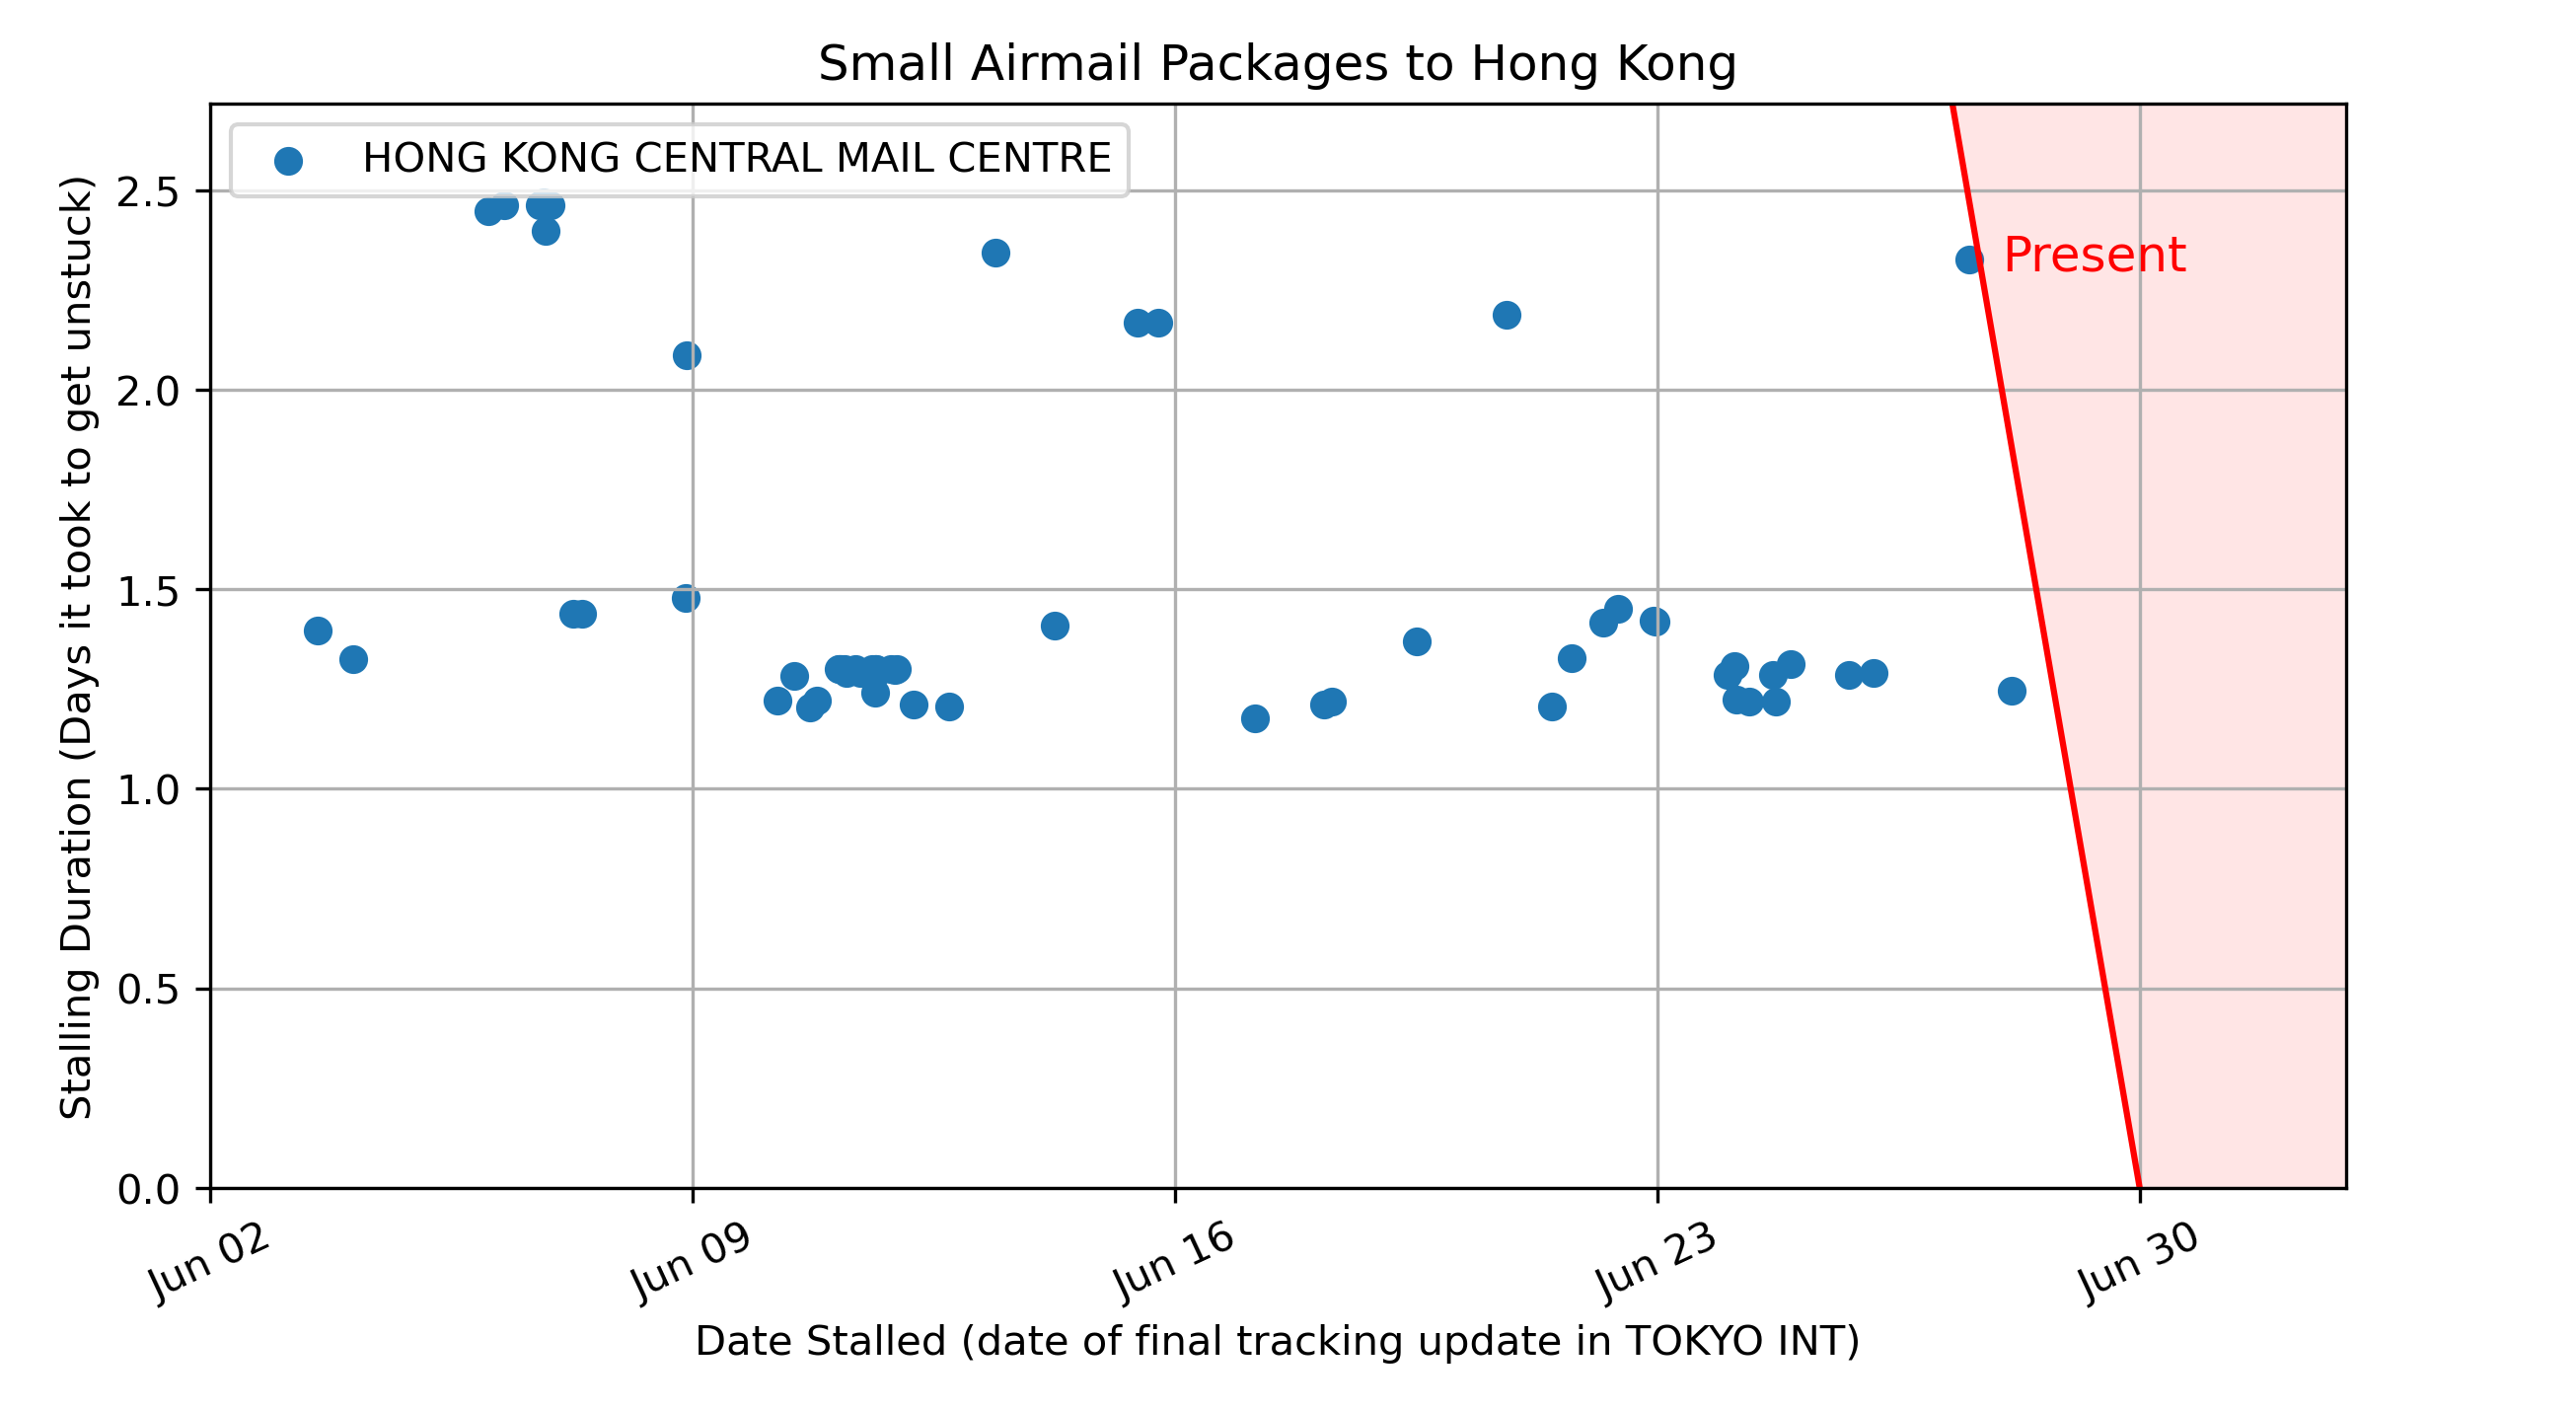 Small Airmail Packages to Hong Kong
HONG KONG CENTRAL MAIL CENTRE
Present
Stalling Duration (Days it took to get unstuck)
2.5
2.0
1.5
1.0
0.5
0.0
Jun 02
Jun 09
Jun 16
Jun 23
Jun 30
Date Stalled (date of final tracking update in TOKYO INT)